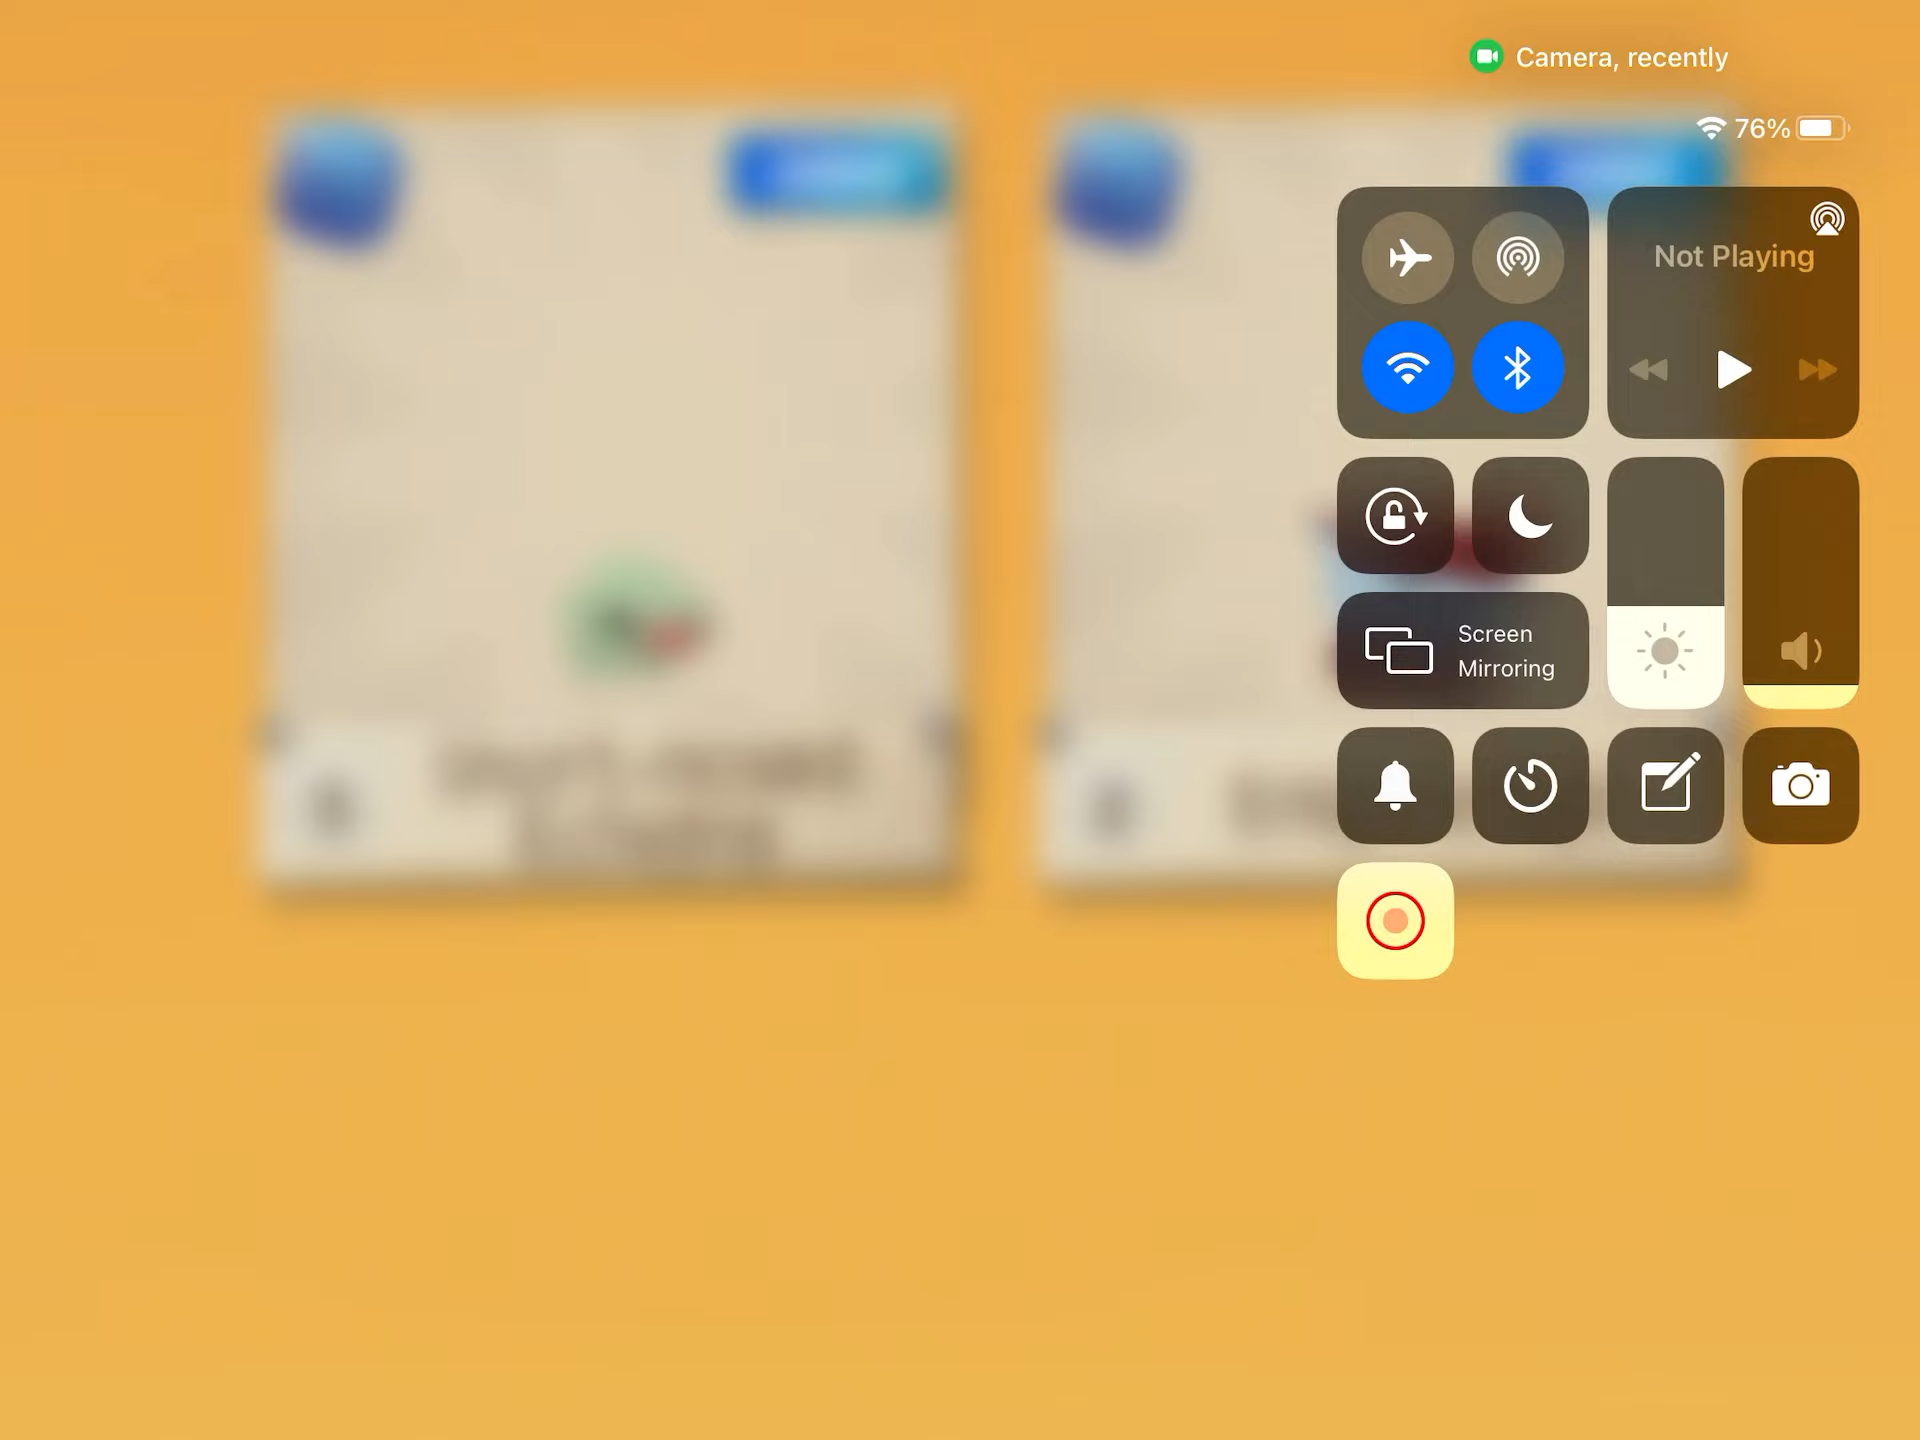 Camera, recently
76%
Not Playing
Screen
Mirroring